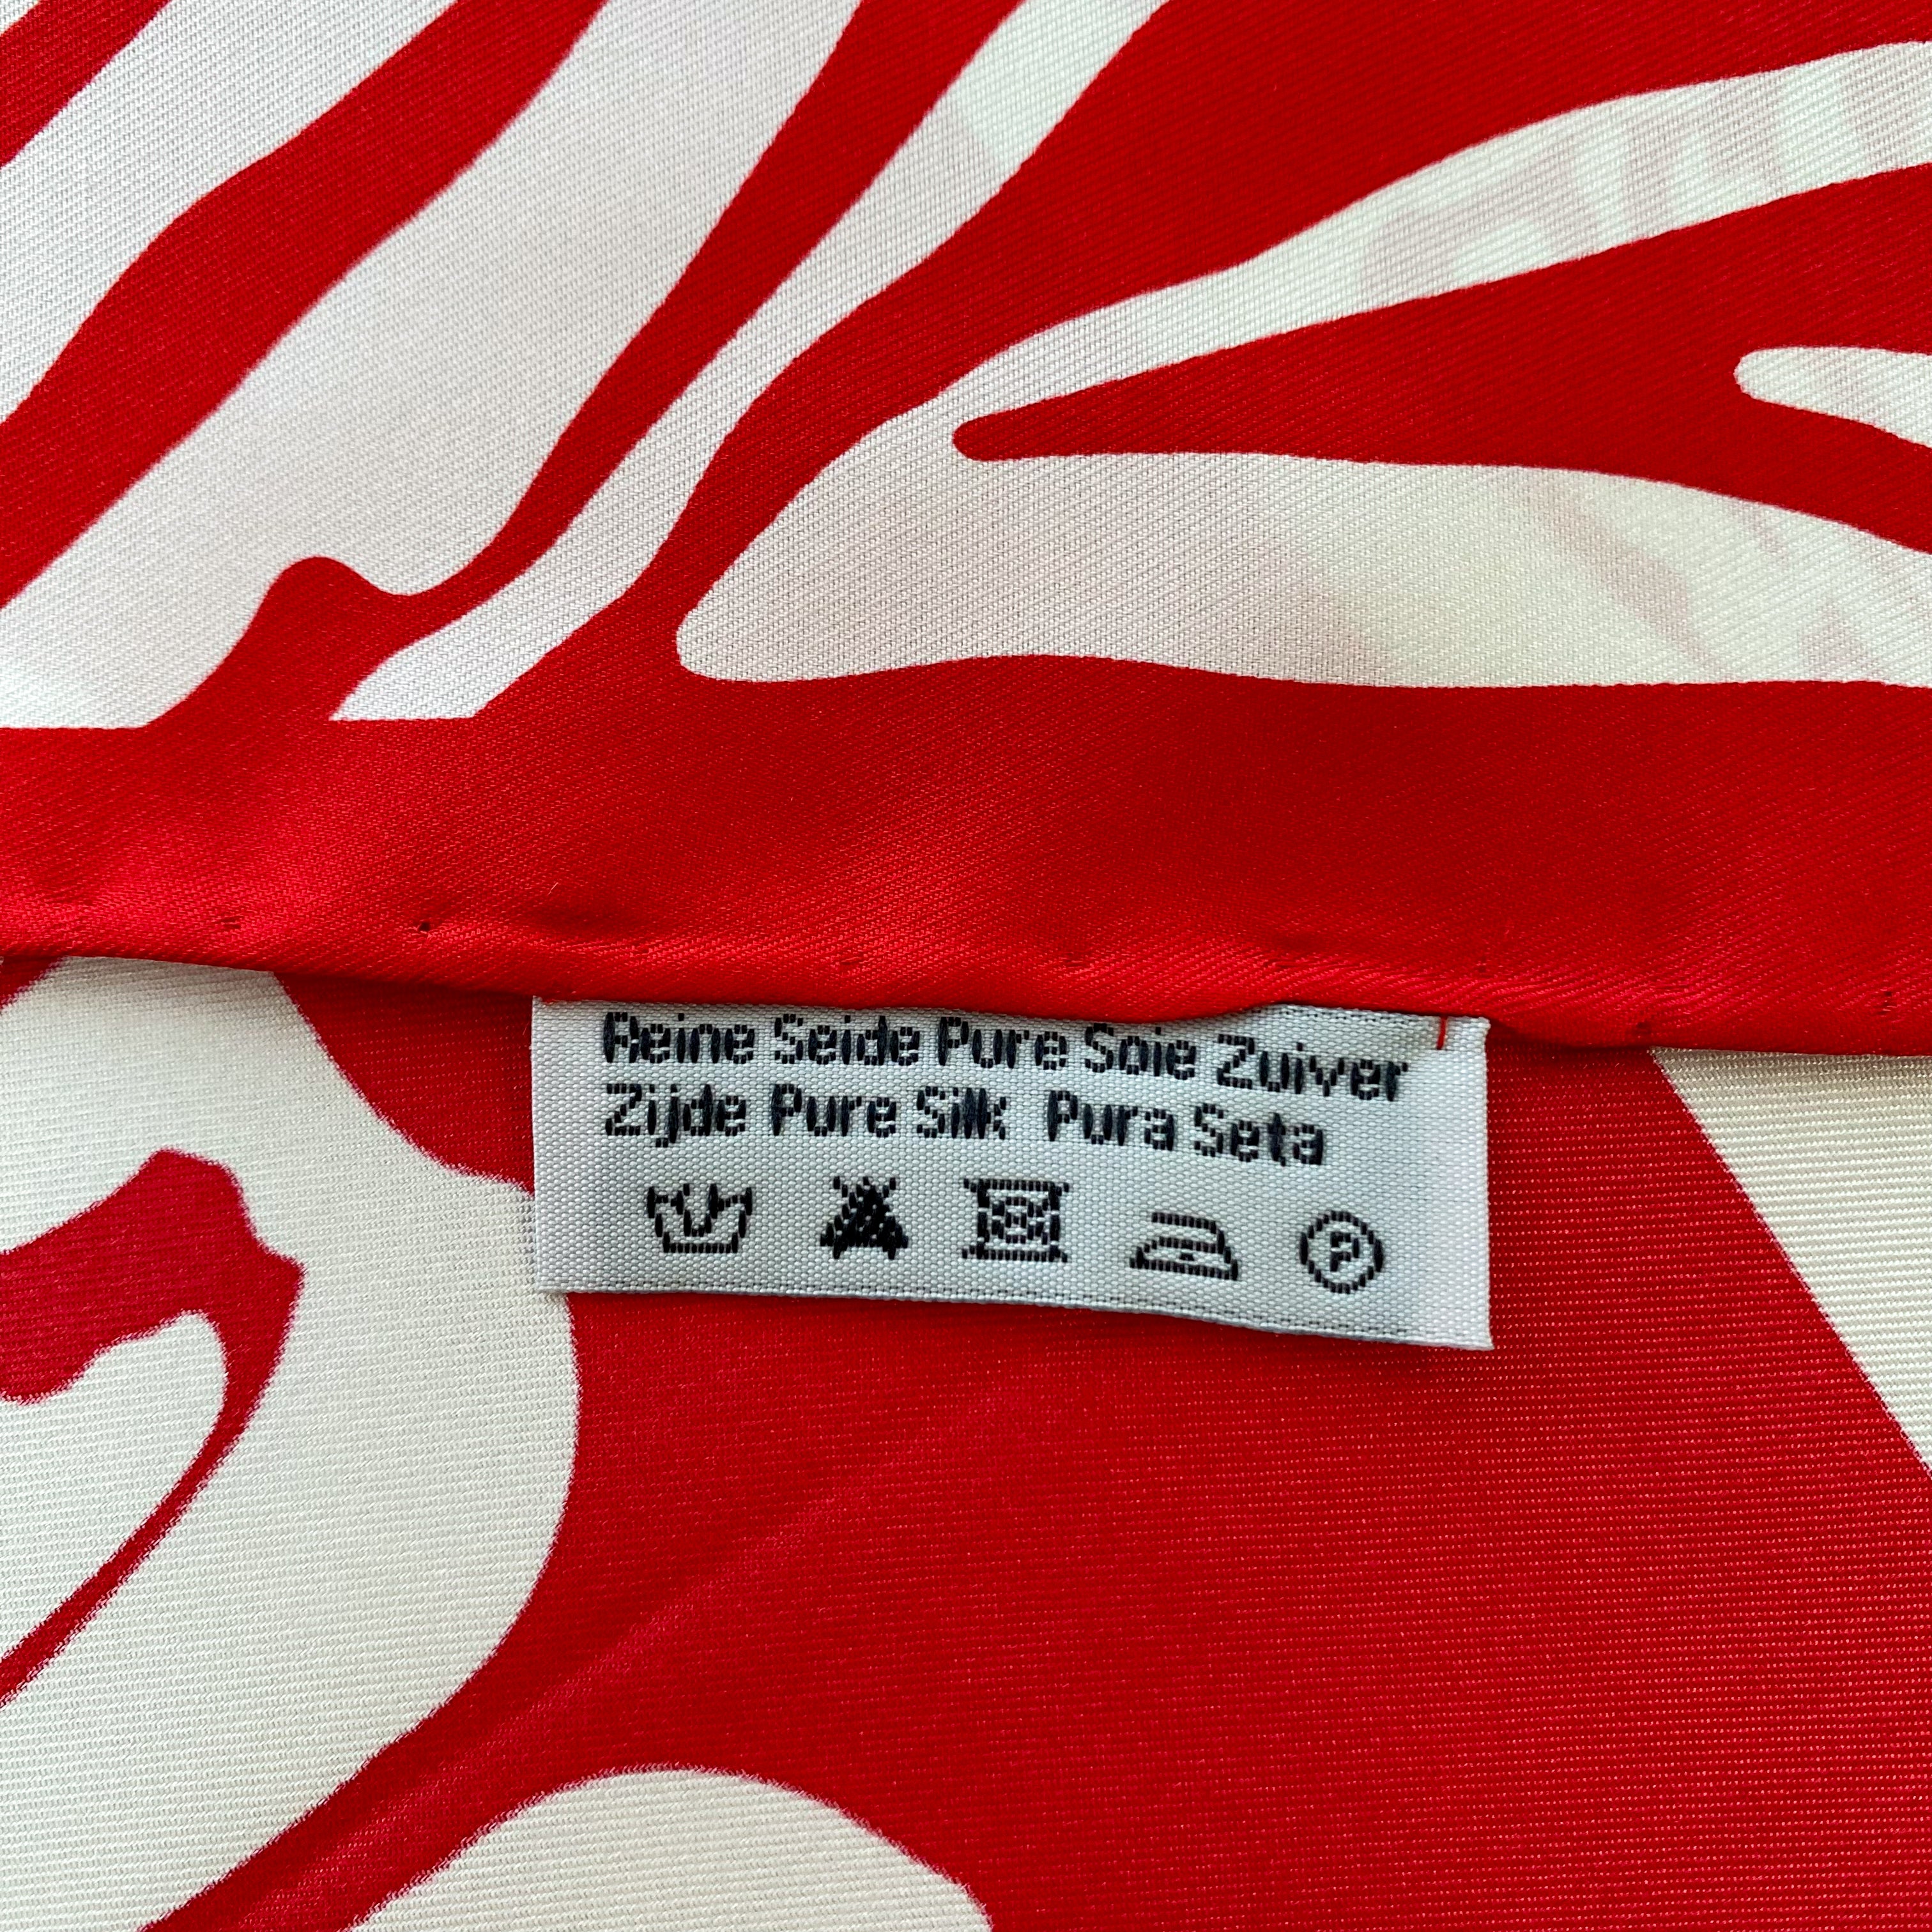 Reine Seide Pure Soie Zuiver
Zijde Pure Silk Pura Seta
P